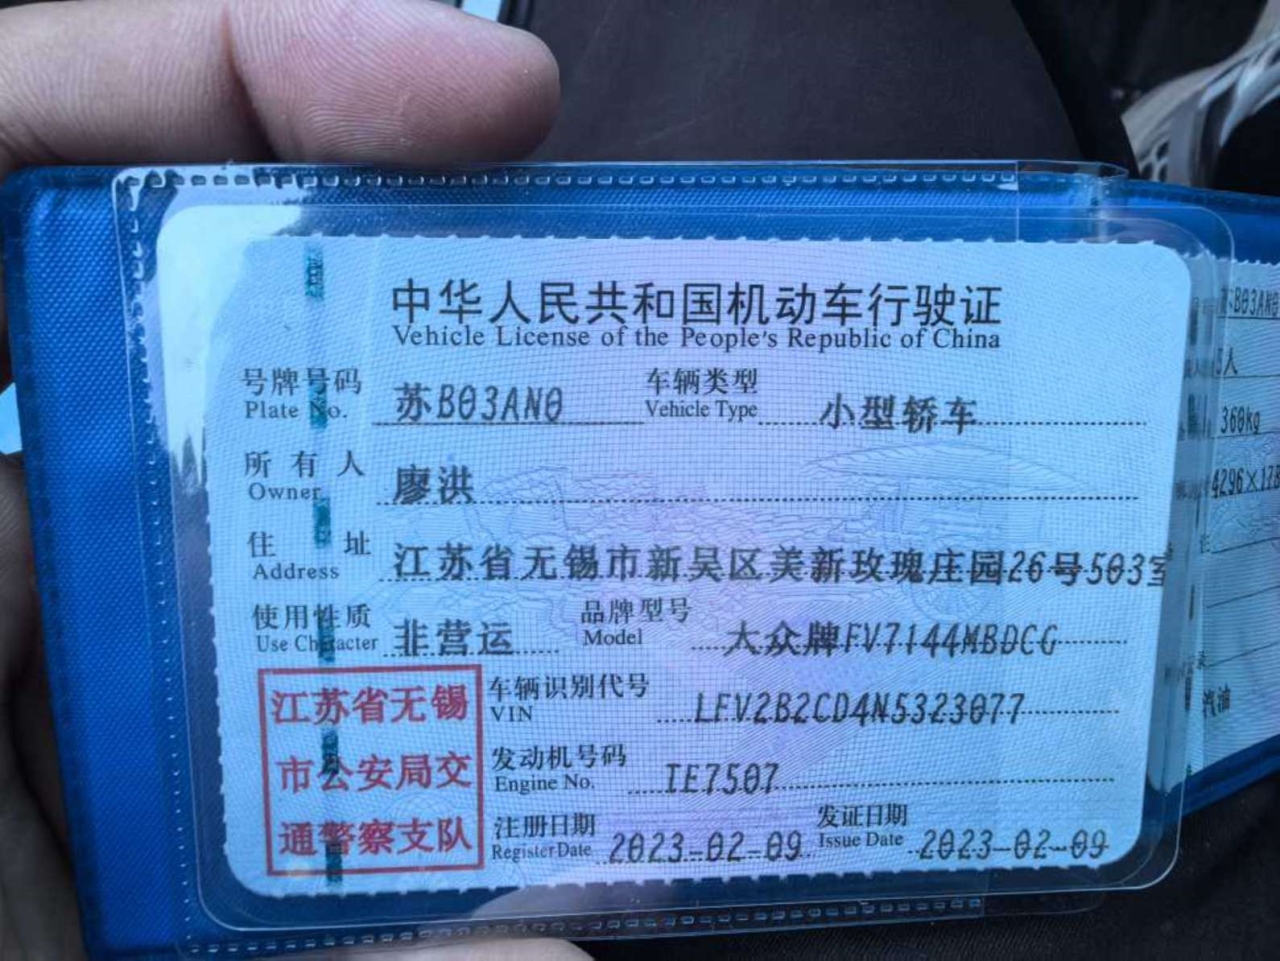 中华人民共和国机动车行驶证
Vehicle License of the People's Republic of China
号牌号码 苏B03AN0 车辆类型 小型轿车
Plate No. Vehicle Type
所有人 廖洪
Owner
住址 江苏省无锡市新吴区美新玫瑰庄园26号503室
Address
使用性质 非营运 品牌型号 大众牌FV7144MBDCG
Use Character Model
江苏省无锡
市公安局交
通警察支队
车辆识别代号 LFV2B2CD4N5323077
VIN
发动机号码 TE7507
Engine No.
注册日期 2023-02-09 发证日期 2023-02-09
Register Date Issue Date
B03AN
人
360kg
4296×178
汽油